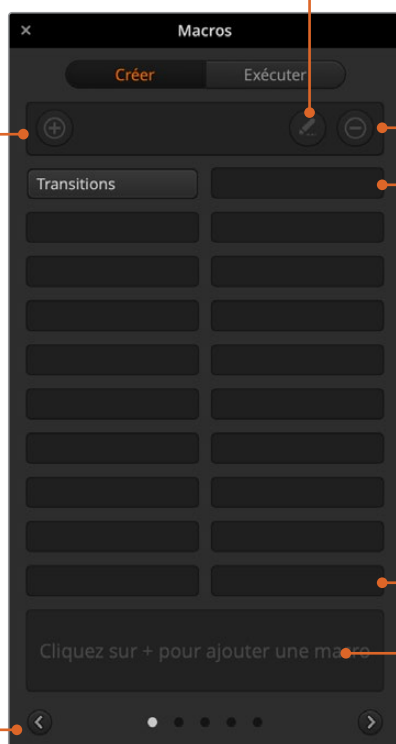 Macros
Créer
Exécuter
Transitions
Cliquez sur + pour ajouter une macro